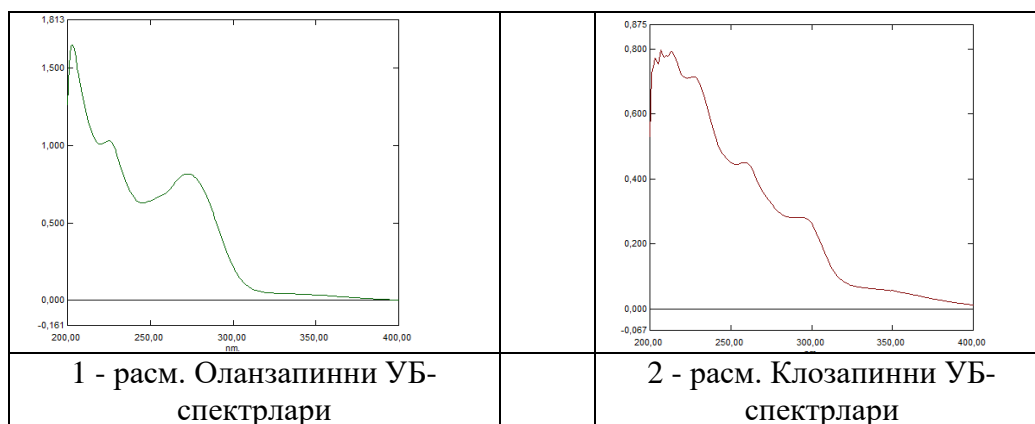 1,813
1,500
1,000
0,500
0,000
-0,161
200,00 250,00 300,00 350,00 400,00
nm.
0,875
0,800
0,600
0,400
0,200
0,000
-0,067
200,00 250,00 300,00 350,00 400,00
nm.
1 - расм. Оланзапинни УБ-
спектрлари
2 - расм. Клозапинни УБ-
спектрлари